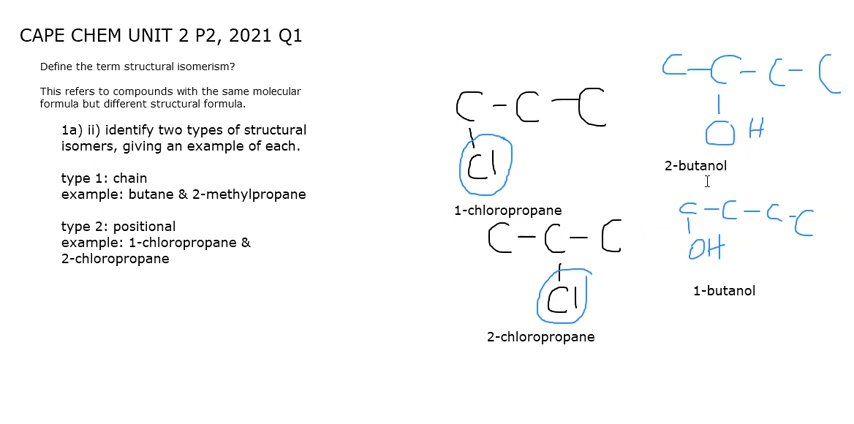 CAPE CHEM UNIT 2 P2, 2021 Q1
Define the term structural isomerism?
This refers to compounds with the same molecular
formula but different structural formula.
1a) ii) identify two types of structural
isomers, giving an example of each.
type 1: chain
example: butane & 2-methylpropane
type 2: positional
example: 1-chloropropane &
2-chloropropane
C-C-C
Cl
1-chloropropane
C-C-C
Cl
2-chloropropane
C-C-C-C
OH
2-butanol
C-C-C-C
OH
1-butanol